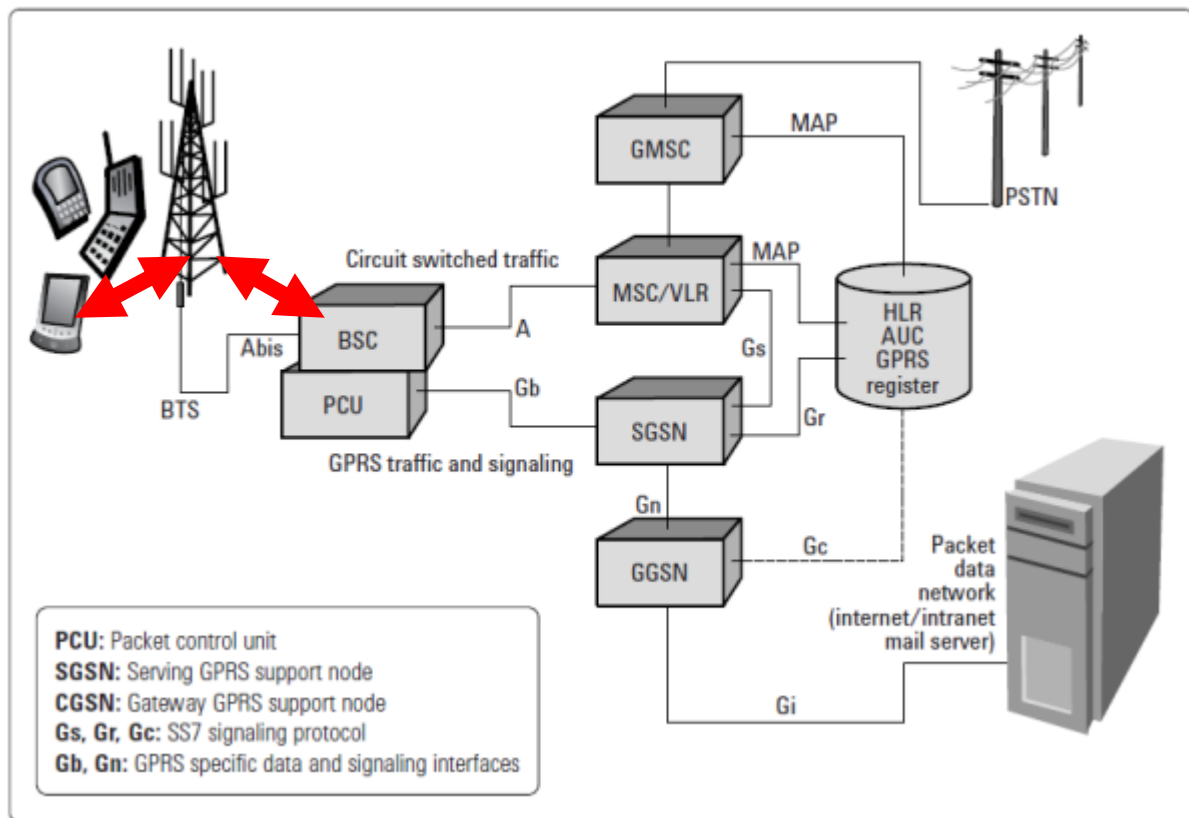 GMSC
MAP
PSTN
Circuit switched traffic
MSC/VLR
MAP
HLR
AUC
GPRS
register
BSC
A
Abis
Gs
PCU
Gb
BTS
SGSN
Gr
GPRS traffic and signaling
Gn
GGSN
Gc
Packet
data
network
(internet/intranet
mail server)
Gi
PCU: Packet control unit
SGSN: Serving GPRS support node
CGSN: Gateway GPRS support node
Gs, Gr, Gc: SS7 signaling protocol
Gb, Gn: GPRS specific data and signaling interfaces